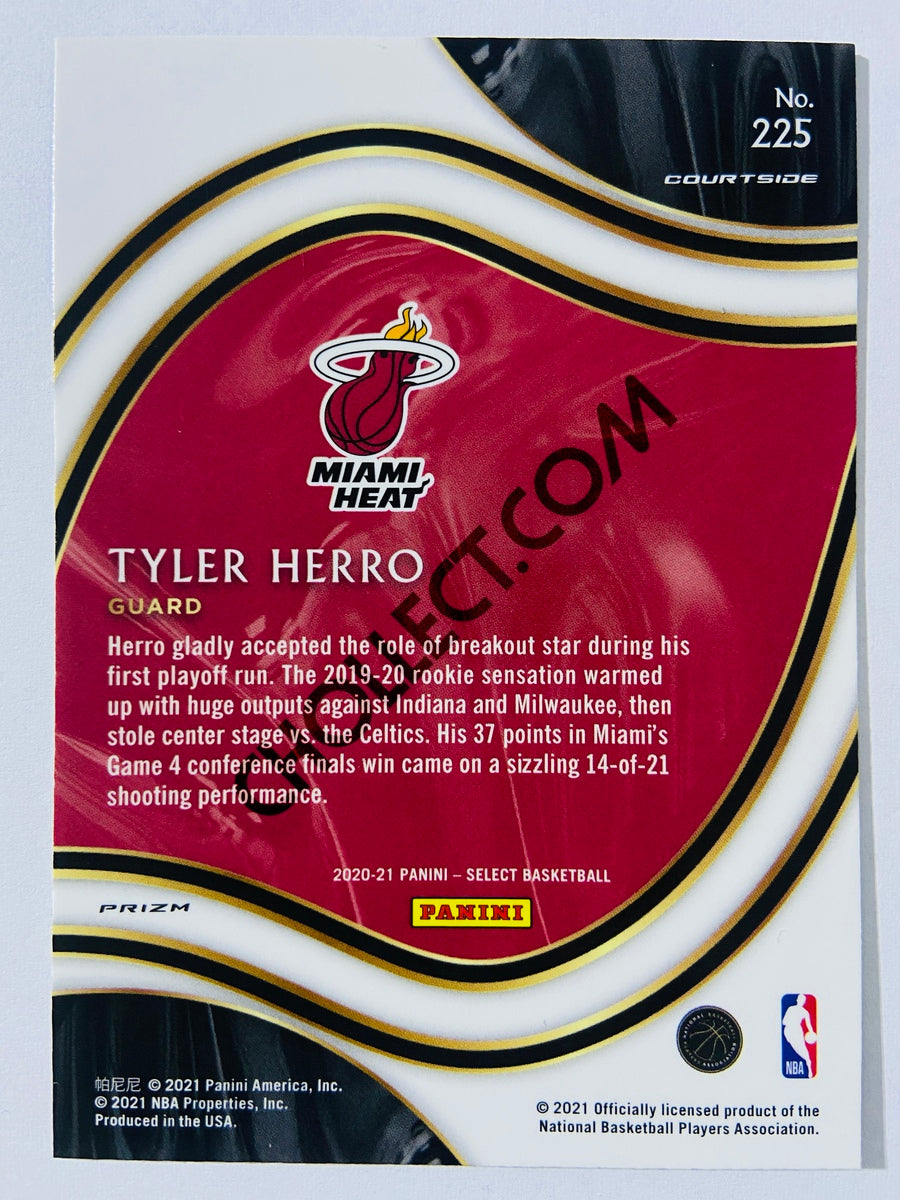 No.
225
COURTSIDE
MIAMI
HEAT
TYLER HERRO
GUARD
Herro gladly accepted the role of breakout star during his
first playoff run. The 2019-20 rookie sensation warmed
up with huge outputs against Indiana and Milwaukee, then
stole center stage vs. the Celtics. His 37 points in Miami's
Game 4 conference finals win came on a sizzling 14-of-21
shooting performance.
CHOLLECT.COM
2020-21 PANINI – SELECT BASKETBALL
PANINI
PRIZM
NBA
帕尼尼 © 2021 Panini America, Inc.
© 2021 NBA Properties, Inc.
Produced in the USA.
© 2021 Officially licensed product of the
National Basketball Players Association.